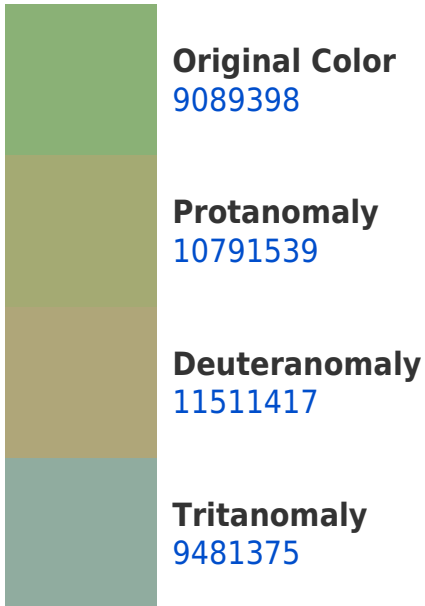 Original Color
9089398
Protanomaly
10791539
Deuteranomaly
11511417
Tritanomaly
9481375